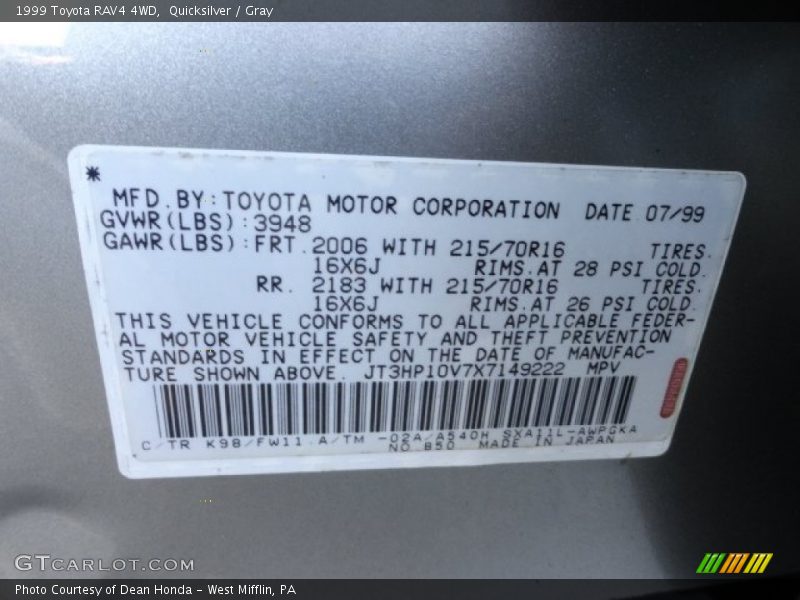 1999 Toyota RAV4 4WD, Quicksilver / Gray
*
MFD.BY:TOYOTA MOTOR CORPORATION DATE 07/99
GVWR(LBS):3948
GAWR(LBS):FRT.2006 WITH 215/70R16 TIRES.
16X6J RIMS.AT 28 PSI COLD.
RR. 2183 WITH 215/70R16 TIRES.
16X6J RIMS.AT 26 PSI COLD.
THIS VEHICLE CONFORMS TO ALL APPLICABLE FEDER-
AL MOTOR VEHICLE SAFETY AND THEFT PREVENTION
STANDARDS IN EFFECT ON THE DATE OF MANUFAC-
TURE SHOWN ABOVE. JT3HP10V7X7149222 MPV
C/TR K98/FW11.A/TM -02A/A540H SXA11L-AWPGKA
NO.850 MADE IN JAPAN
GTCARLOT.COM
Photo Courtesy of Dean Honda - West Mifflin, PA